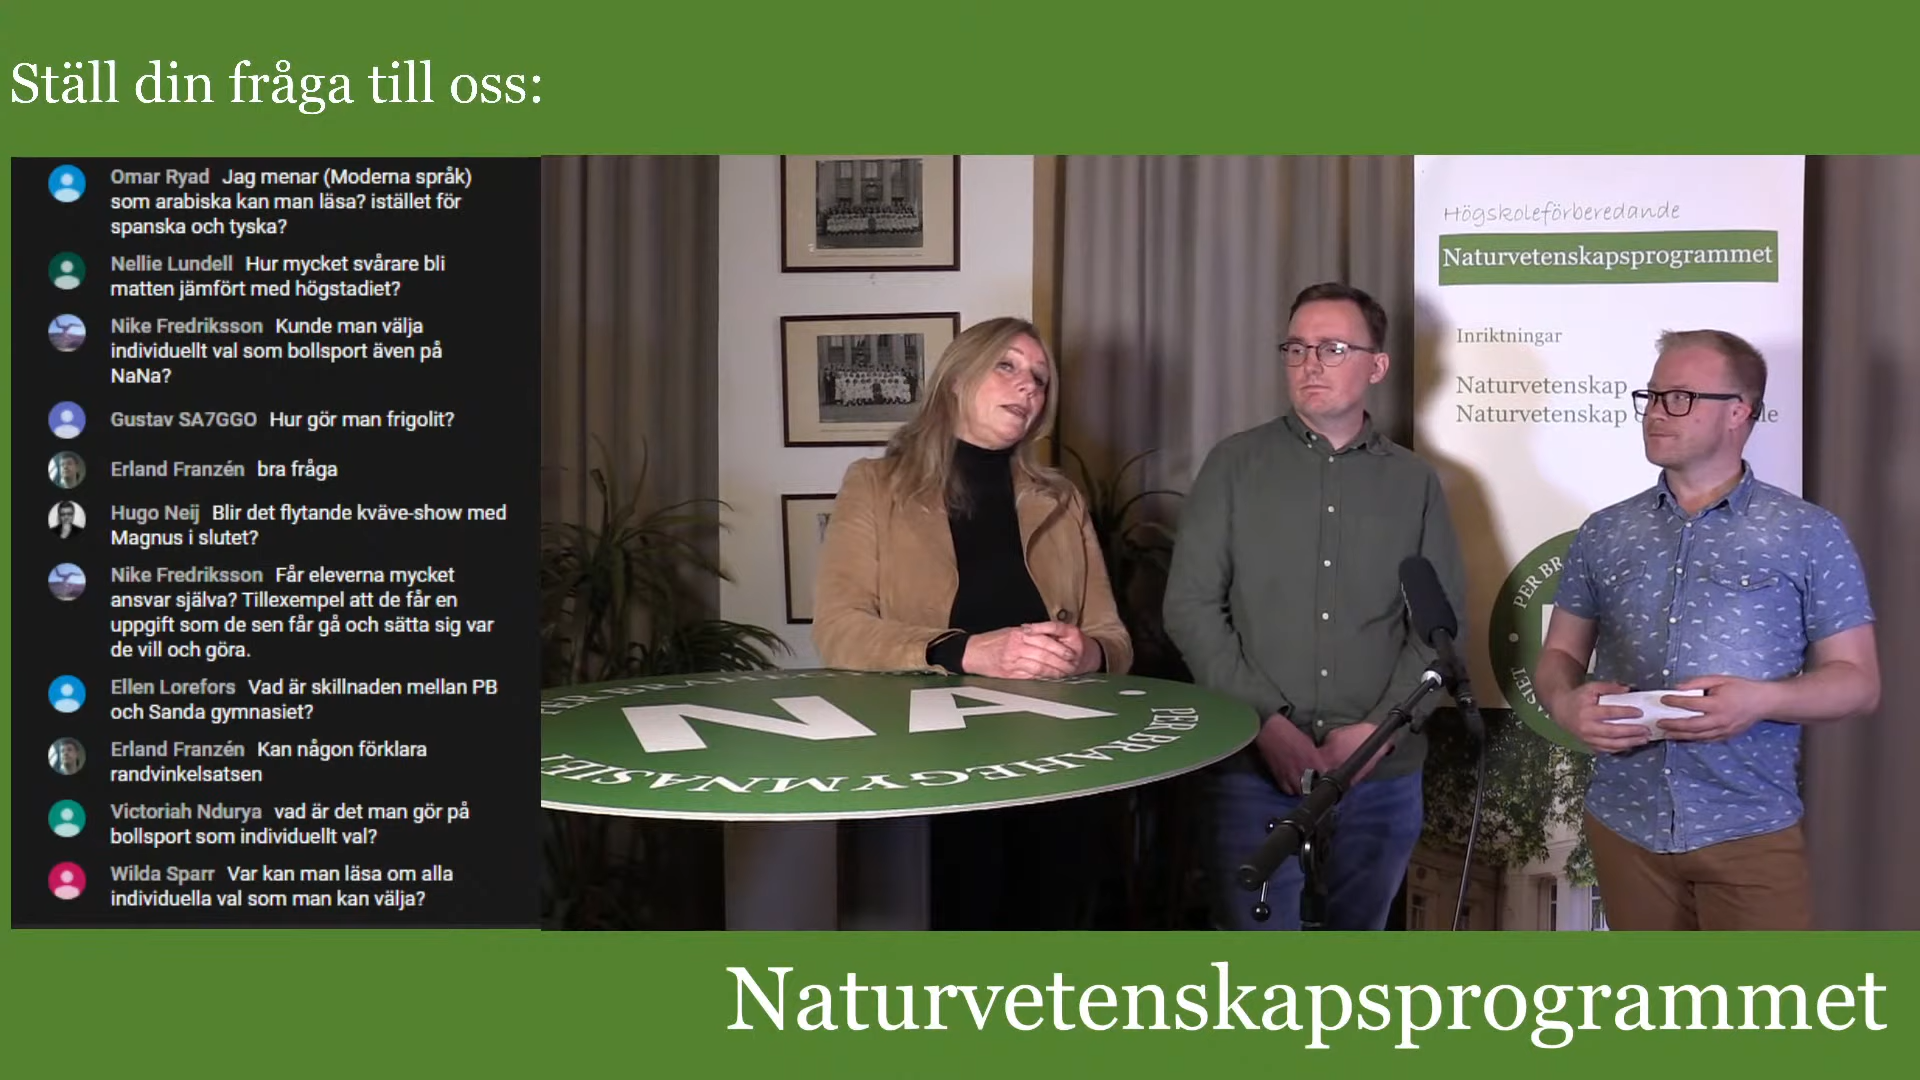 Ställ din fråga till oss:
Omar Ryad Jag menar (Moderna språk)
som arabiska kan man läsa? istället för
spanska och tyska?
Nellie Lundell Hur mycket svårare bli
matten jämfört med högstadiet?
Nike Fredriksson Kunde man välja
individuellt val som bollsport även på
NaNa?
Gustav SA7GGO Hur gör man frigolit?
Erland Franzén bra fråga
Hugo Neij Blir det flytande kväve-show med
Magnus i slutet?
Nike Fredriksson Får eleverna mycket
ansvar själva? Tillexempel att de får en
uppgift som de sen får gå och sätta sig var
de vill och göra.
Ellen Lorefors Vad är skillnaden mellan PB
och Sanda gymnasiet?
Erland Franzén Kan någon förklara
randvinkelsatsen
Victoriah Ndurya vad är det man gör på
bollsport som individuellt val?
Wilda Sparr Var kan man läsa om alla
individuella val som man kan välja?
Högskoleförberedande
Naturvetenskapsprogrammet
Inriktningar
Naturvetenskap
Naturvetenskap
PER BR
NA
PER BRAHEGYMNASIET
Naturvetenskapsprogrammet